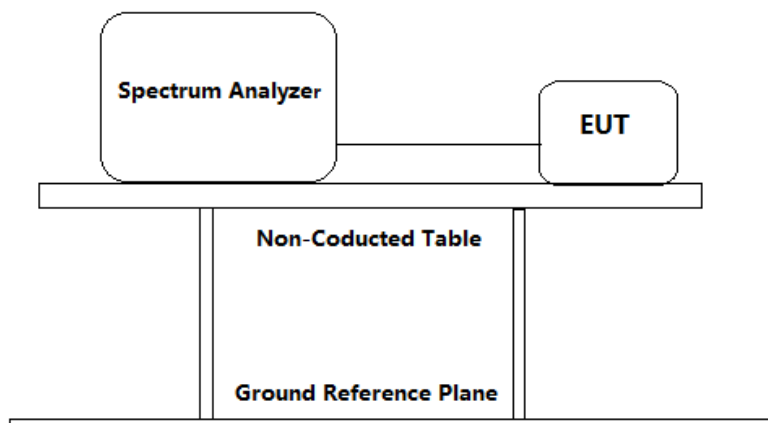 Spectrum Analyzer
EUT
Non-Coducted Table
Ground Reference Plane